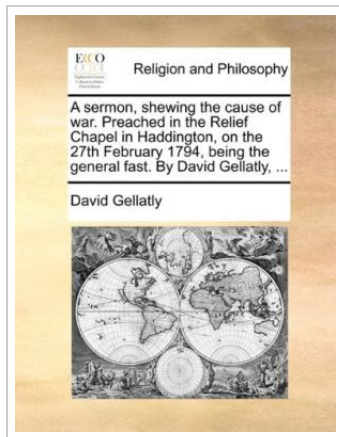 ECCO
Religion and Philosophy
A sermon, shewing the cause of
war. Preached in the Relief
Chapel in Haddington, on the
27th February 1794, being the
general fast. By David Gellatly, ...
David Gellatly